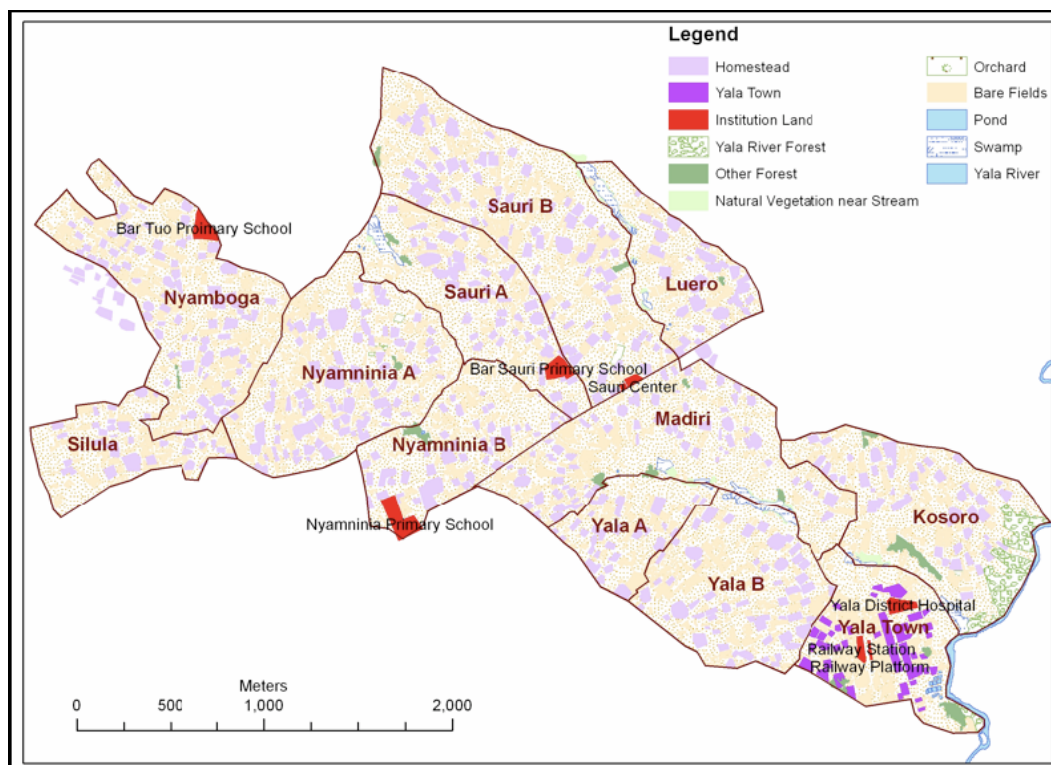 Legend
Homestead
Yala Town
Institution Land
Yala River Forest
Other Forest
Natural Vegetation near Stream
Orchard
Bare Fields
Pond
Swamp
Yala River
Sauri B
Bar Tuo Proimary School
Luero
Nyamboga
Sauri A
Nyamninia A
Bar Sauri Primary School
Sauri Center
Madiri
Silula
Nyamninia B
Kosoro
Nyamninia Primary School
Yala A
Yala B
Yala District Hospital
Yala Town
Railway Station
Railway Platform
Meters
0 500 1,000 2,000